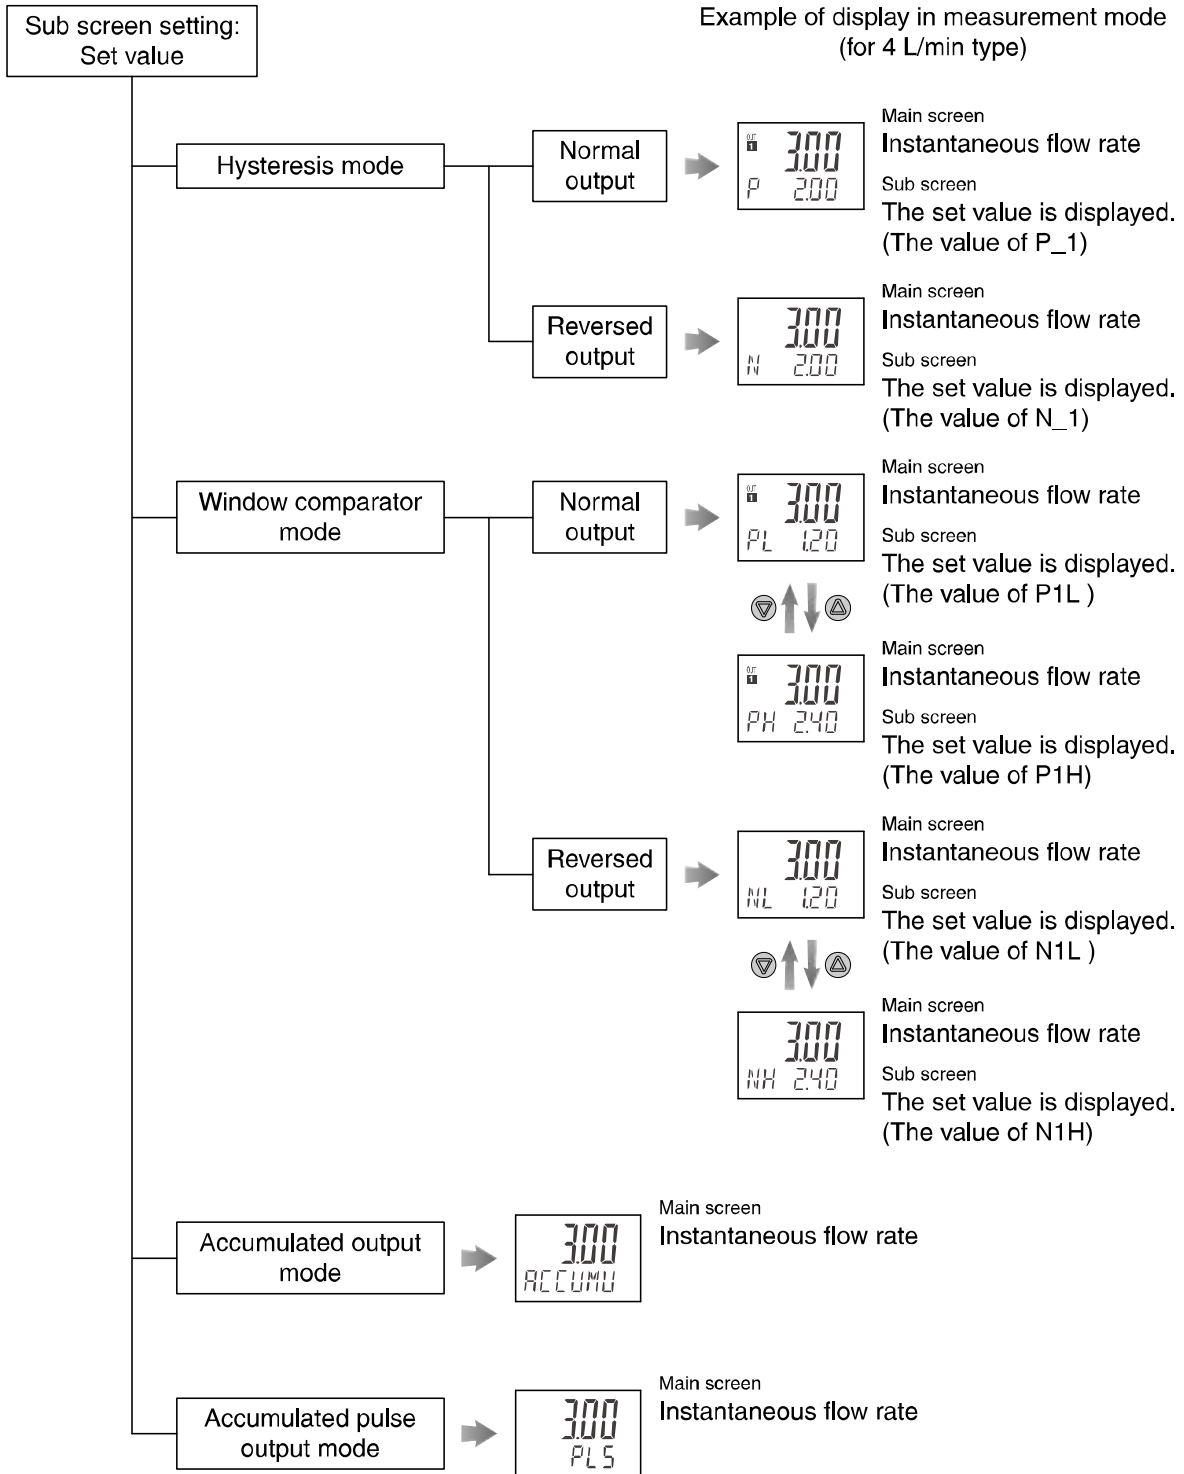 Sub screen setting:
Set value
Example of display in measurement mode
(for 4 L/min type)
Hysteresis mode
Normal
output
OUT
1
3.00
P 2.00
Main screen
Instantaneous flow rate
Sub screen
The set value is displayed.
(The value of P_1)
Reversed
output
3.00
N 2.00
Main screen
Instantaneous flow rate
Sub screen
The set value is displayed.
(The value of N_1)
Window comparator
mode
Normal
output
OUT
1
3.00
PL 1.20
Main screen
Instantaneous flow rate
Sub screen
The set value is displayed.
(The value of P1L )
OUT
1
3.00
PH 2.40
Main screen
Instantaneous flow rate
Sub screen
The set value is displayed.
(The value of P1H)
Reversed
output
3.00
NL 1.20
Main screen
Instantaneous flow rate
Sub screen
The set value is displayed.
(The value of N1L )
3.00
NH 2.40
Main screen
Instantaneous flow rate
Sub screen
The set value is displayed.
(The value of N1H)
Accumulated output
mode
3.00
ACCUMU
Main screen
Instantaneous flow rate
Accumulated pulse
output mode
3.00
PLS
Main screen
Instantaneous flow rate